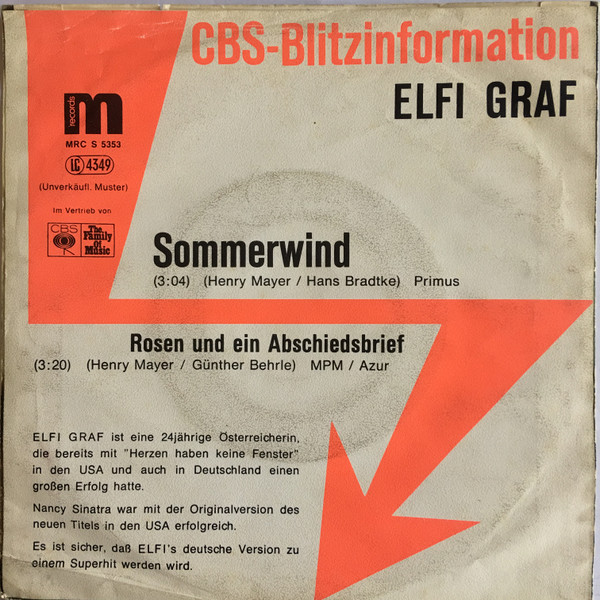 CBS-Blitzinformation
ELFI GRAF
m records
MRC S 5353
LC 4349
(Unverkäufl. Muster)
Im Vertrieb von
CBS The Family of Music
Sommerwind
(3:04) (Henry Mayer / Hans Bradtke) Primus
Rosen und ein Abschiedsbrief
(3:20) (Henry Mayer / Günther Behrle) MPM / Azur
ELFI GRAF ist eine 24jährige Österreicherin,
die bereits mit "Herzen haben keine Fenster"
in den USA und auch in Deutschland einen
großen Erfolg hatte.
Nancy Sinatra war mit der Originalversion des
neuen Titels in den USA erfolgreich.
Es ist sicher, daß ELFI's deutsche Version zu
einem Superhit werden wird.